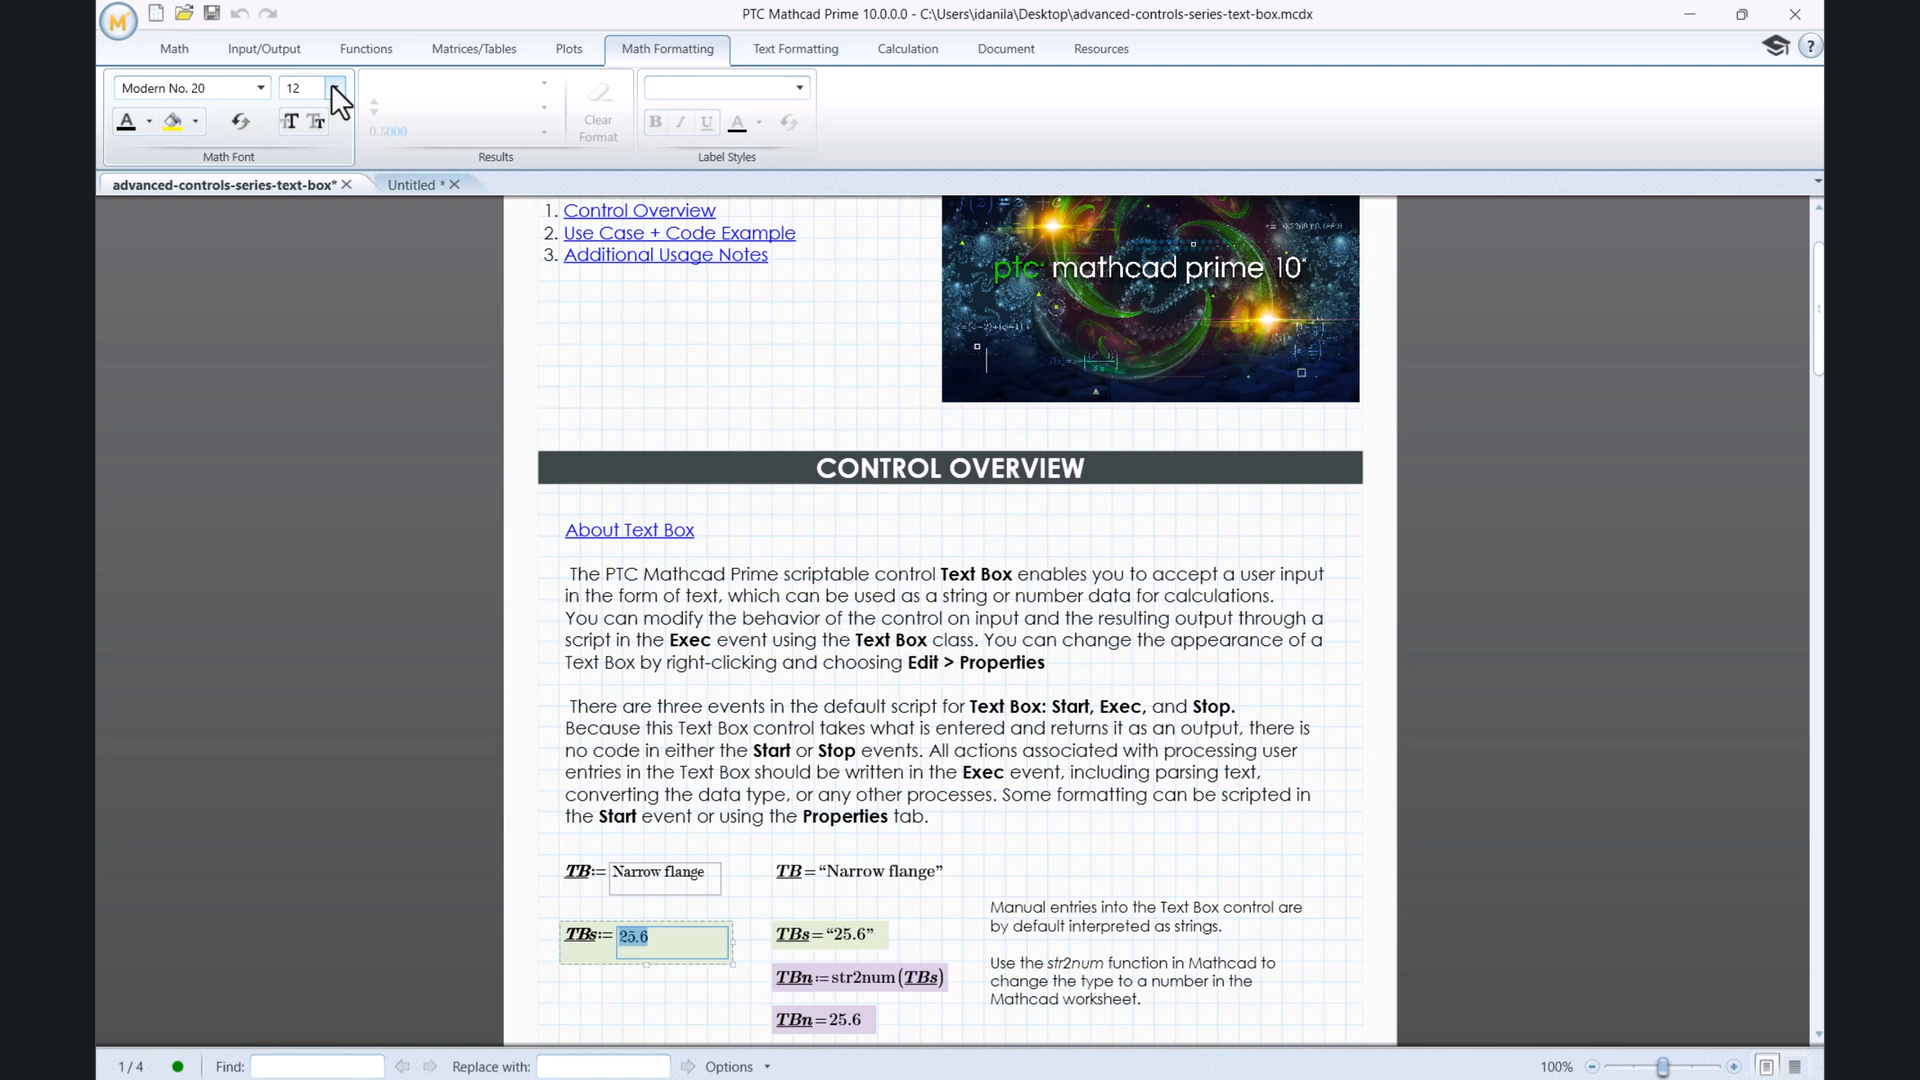 PTC Mathcad Prime 10.0.0.0 - C:\Users\idanila\Desktop\advanced-controls-series-text-box.mcdx
Math Input/Output Functions Matrices/Tables Plots Math Formatting Text Formatting Calculation Document Resources
Modern No. 20 12
0.5000
Clear
Format
Math Font Results Label Styles
advanced-controls-series-text-box* Untitled *
1. Control Overview
2. Use Case + Code Example
3. Additional Usage Notes
ptc mathcad prime 10
CONTROL OVERVIEW
About Text Box
The PTC Mathcad Prime scriptable control Text Box enables you to accept a user input
in the form of text, which can be used as a string or number data for calculations.
You can modify the behavior of the control on input and the resulting output through a
script in the Exec event using the Text Box class. You can change the appearance of a
Text Box by right-clicking and choosing Edit > Properties
There are three events in the default script for Text Box: Start, Exec, and Stop.
Because this Text Box control takes what is entered and returns it as an output, there is
no code in either the Start or Stop events. All actions associated with processing user
entries in the Text Box should be written in the Exec event, including parsing text,
converting the data type, or any other processes. Some formatting can be scripted in
the Start event or using the Properties tab.
TB:= Narrow flange TB=“Narrow flange”
TBs:= 25.6 TBs=“25.6”
TBn:=str2num(TBs)
TBn=25.6
Manual entries into the Text Box control are
by default interpreted as strings.
Use the str2num function in Mathcad to
change the type to a number in the
Mathcad worksheet.
1 / 4 Find: Replace with: Options 100%